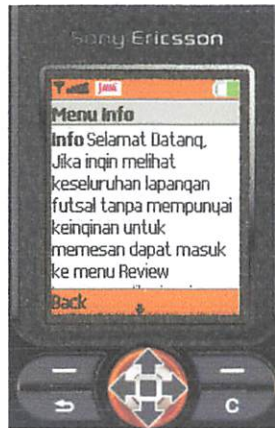 Sony Ericsson
JAVA
Menu Info
Info Selamat Datang,
Jika ingin melihat
keseluruhan lapangan
futsal tanpa mempunyai
keinginan untuk
memesan dapat masuk
ke menu Review
Back
C